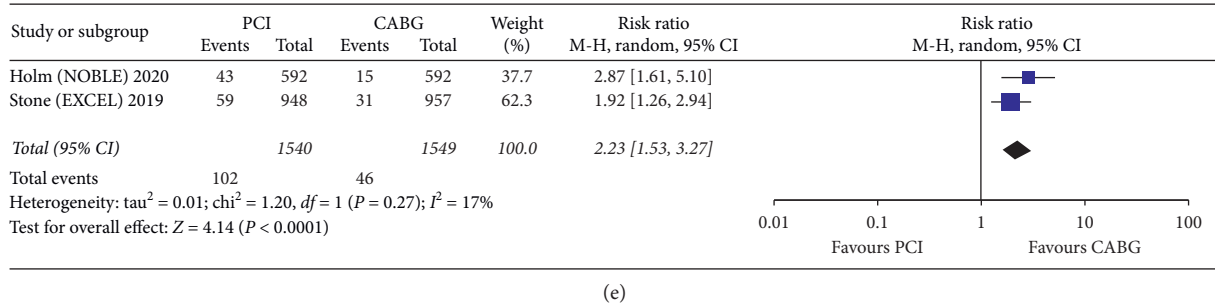 Study or subgroup PCI CABG Weight Risk ratio Risk ratio
Events Total Events Total (%) M-H, random, 95% CI M-H, random, 95% CI
Holm (NOBLE) 2020 43 592 15 592 37.7 2.87 [1.61, 5.10]
Stone (EXCEL) 2019 59 948 31 957 62.3 1.92 [1.26, 2.94]
Total (95% CI) 1540 1549 100.0 2.23 [1.53, 3.27]
Total events 102 46
Heterogeneity: tau² = 0.01; chi² = 1.20, df = 1 (P = 0.27); I² = 17%
Test for overall effect: Z = 4.14 (P < 0.0001)
0.01 0.1 1 10 100
Favours PCI Favours CABG
(e)